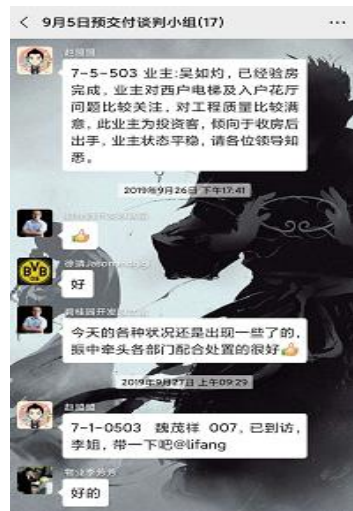 9月5日预交付谈判小组(17)
7-5-503 业主:吴如灼，已经验房
完成，业主对西户电梯及入户花厅
问题比较关注，对工程质量比较满
意，此业主为投资客，倾向于收房后
出手，业主状态平稳，请各位领导知
悉。
2019年9月26日 下午17:41
好
今天的各种状况还是出现一些了的，
振中牵头各部门配合处置的很好
2019年9月27日 上午09:29
7-1-0503 魏茂祥 007，已到访，
李姐，带一下吧@lifang
好的